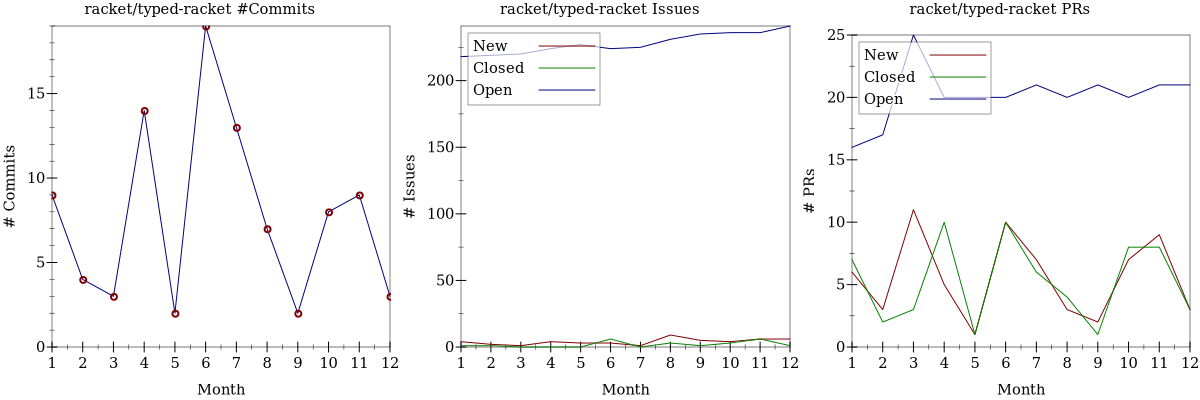 racket/typed-racket #Commits
# Commits
15
10
5
0
1 2 3 4 5 6 7 8 9 10 11 12
Month
racket/typed-racket Issues
New
Closed
Open
# Issues
200
150
100
50
0
1 2 3 4 5 6 7 8 9 10 11 12
Month
racket/typed-racket PRs
New
Closed
Open
# PRs
25
20
15
10
5
0
1 2 3 4 5 6 7 8 9 10 11 12
Month